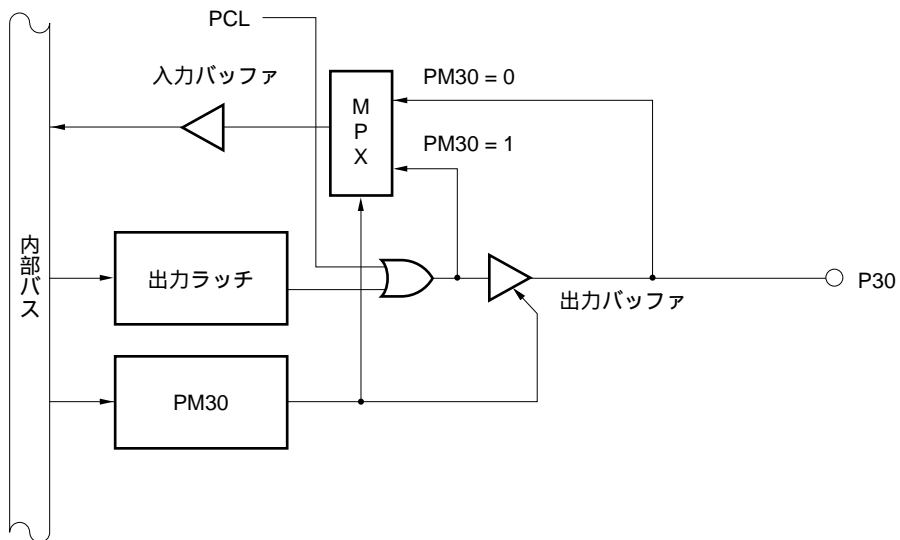 PCL
入力バッファ
MPX
PM30 = 0
PM30 = 1
内部バス
出力ラッチ
出力バッファ
P30
PM30